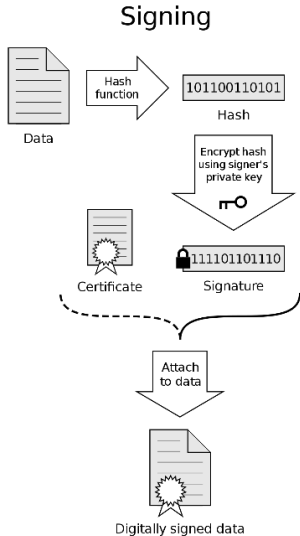 Signing
Hash
function
101100110101
Data
Hash
Encrypt hash
using signer's
private key
111101101110
Certificate
Signature
Attach
to data
Digitally signed data